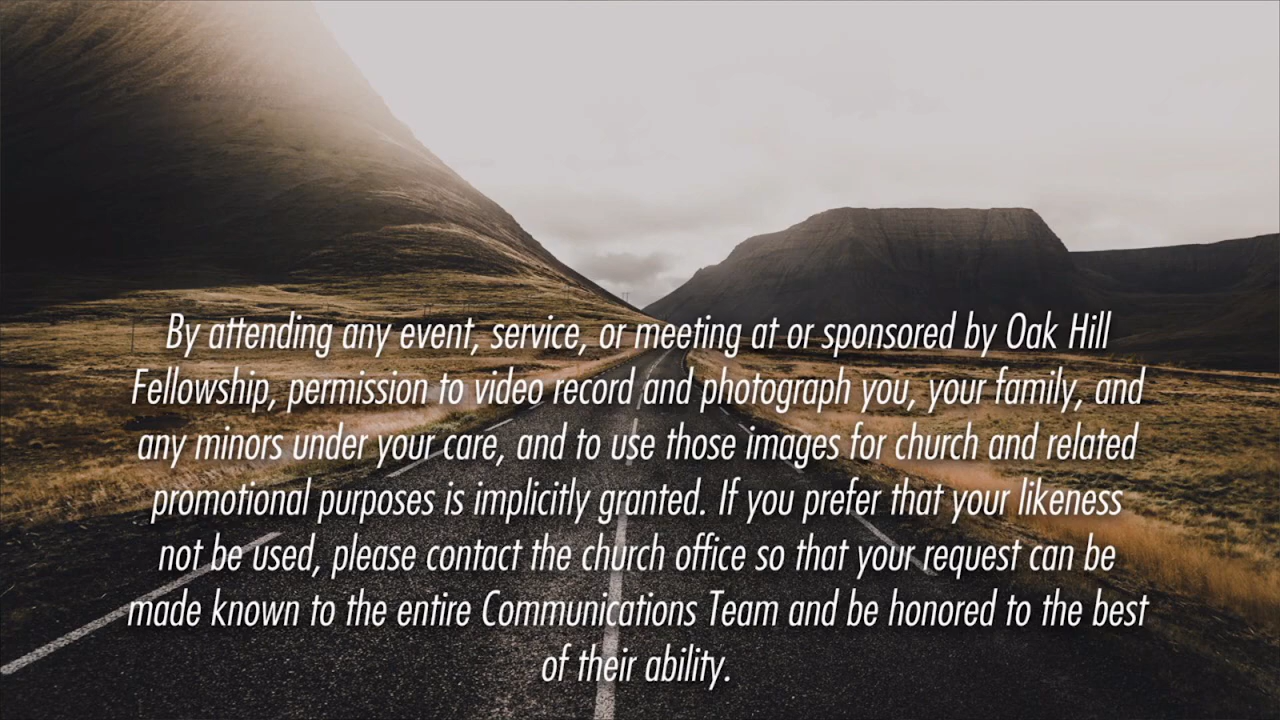 By attending any event, service, or meeting at or sponsored by Oak Hill
Fellowship, permission to video record and photograph you, your family, and
any minors under your care, and to use those images for church and related
promotional purposes is implicitly granted. If you prefer that your likeness
not be used, please contact the church office so that your request can be
made known to the entire Communications Team and be honored to the best
of their ability.